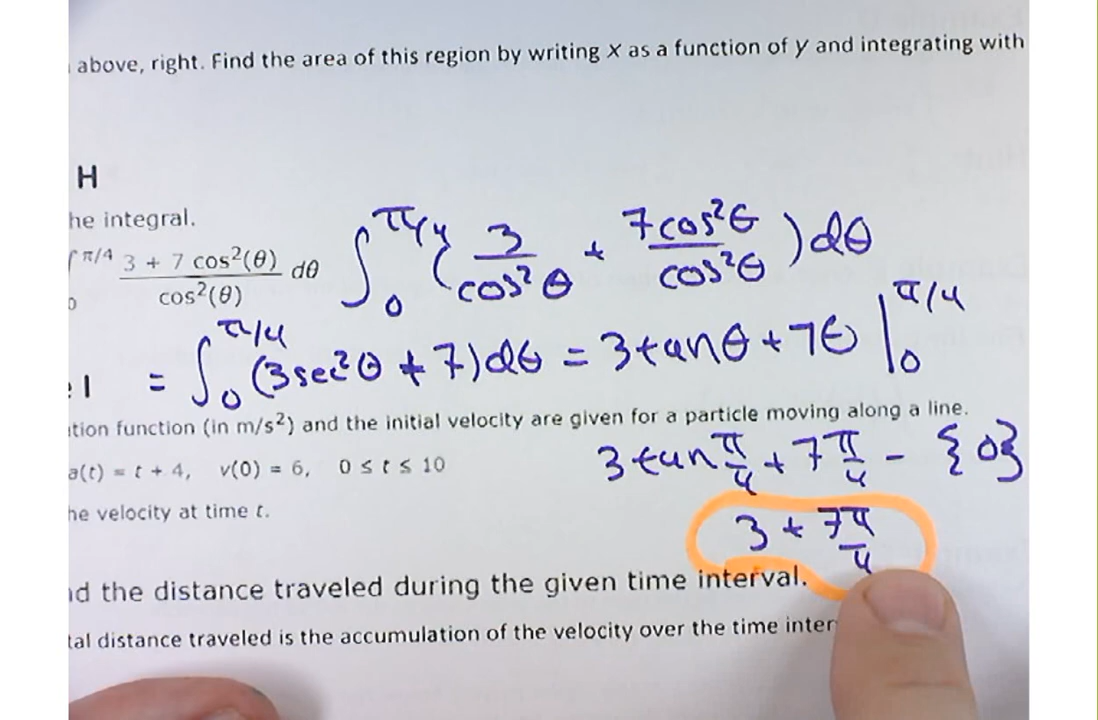 above, right. Find the area of this region by writing x as a function of y and integrating with
H
he integral.
∫ π/4 3 + 7 cos²(θ) / cos²(θ) dθ
∫₀^π/4 (3/cos²θ + 7cos²θ/cos²θ) dθ
= ∫₀^π/4 (3sec²θ + 7)dθ = 3tanθ + 7θ |₀^π/4
I
tion function (in m/s²) and the initial velocity are given for a particle moving along a line.
3tan π/4 + 7 π/4 - {0}
a(t) = t + 4, v(0) = 6, 0 ≤ t ≤ 10
he velocity at time t.
3 + 7π/4
d the distance traveled during the given time interval.
tal distance traveled is the accumulation of the velocity over the time inter